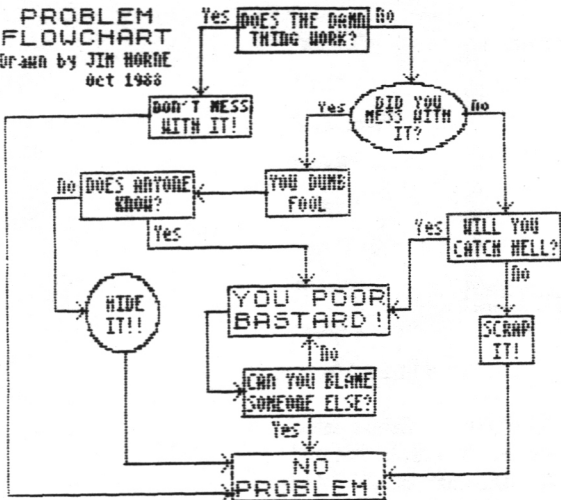 PROBLEM
FLOWCHART
Drawn by JIM HORNE
Oct 1988
Yes
DOES THE DAMN
THING WORK?
No
DON'T MESS
WITH IT!
Yes
DID YOU
MESS WITH
IT?
No
No
DOES ANYONE
KNOW?
YOU DUMB
FOOL
Yes
Yes
WILL YOU
CATCH HELL?
No
HIDE
IT!!
YOU POOR
BASTARD!
SCRAP
IT!
No
CAN YOU BLAME
SOMEONE ELSE?
Yes
NO
PROBLEM!